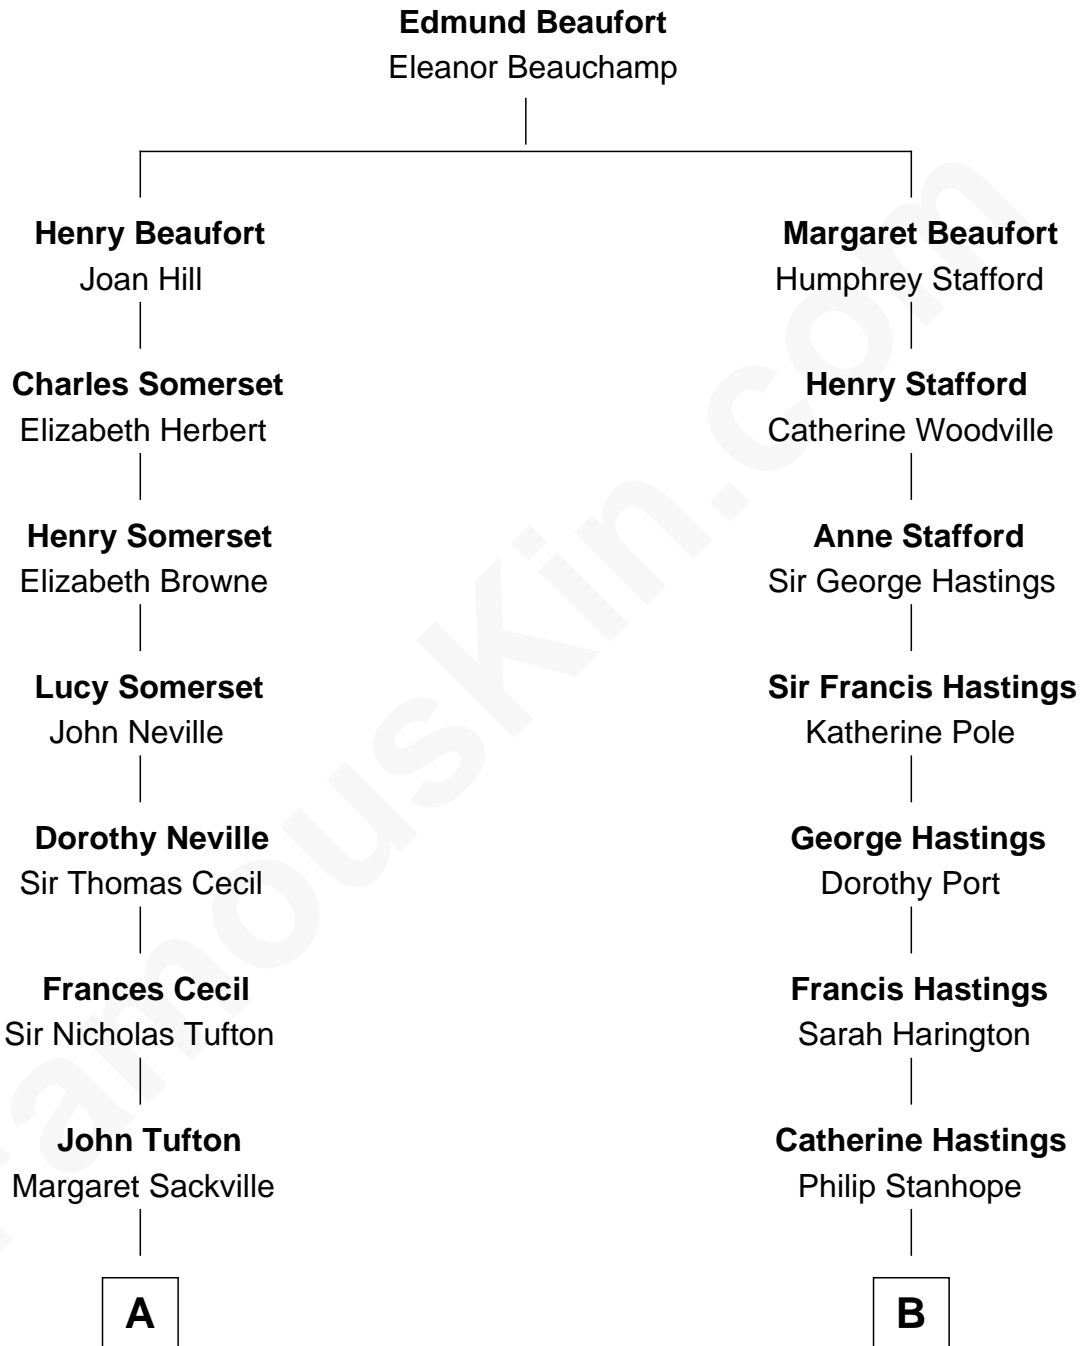 Edmund Beaufort
Eleanor Beauchamp
Henry Beaufort
Joan Hill
Margaret Beaufort
Humphrey Stafford
Charles Somerset
Elizabeth Herbert
Henry Stafford
Catherine Woodville
Henry Somerset
Elizabeth Browne
Anne Stafford
Sir George Hastings
Lucy Somerset
John Neville
Sir Francis Hastings
Katherine Pole
Dorothy Neville
Sir Thomas Cecil
George Hastings
Dorothy Port
Frances Cecil
Sir Nicholas Tufton
Francis Hastings
Sarah Harington
John Tufton
Margaret Sackville
Catherine Hastings
Philip Stanhope
A
B
FamousKin.com